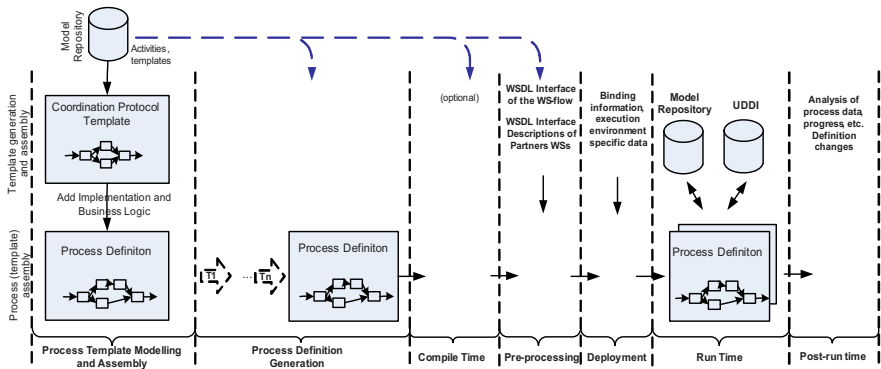 Model
Repository
Activities,
templates
Template generation
and assembly
Coordination Protocol
Template
(optional)
WSDL Interface
of the WS-flow
WSDL Interface
Descriptions of
Partners WSs
Binding
information,
execution
environment
specific data
Model
Repository
UDDI
Analysis of
process data,
progress, etc.
Definition
changes
Add Implementation and
Business Logic
Process (template)
assembly
Process Definiton
T1
...
Tn
Process Definiton
Process Definiton
Process Template Modelling
and Assembly
Process Definition
Generation
Compile Time
Pre-processing
Deployment
Run Time
Post-run time